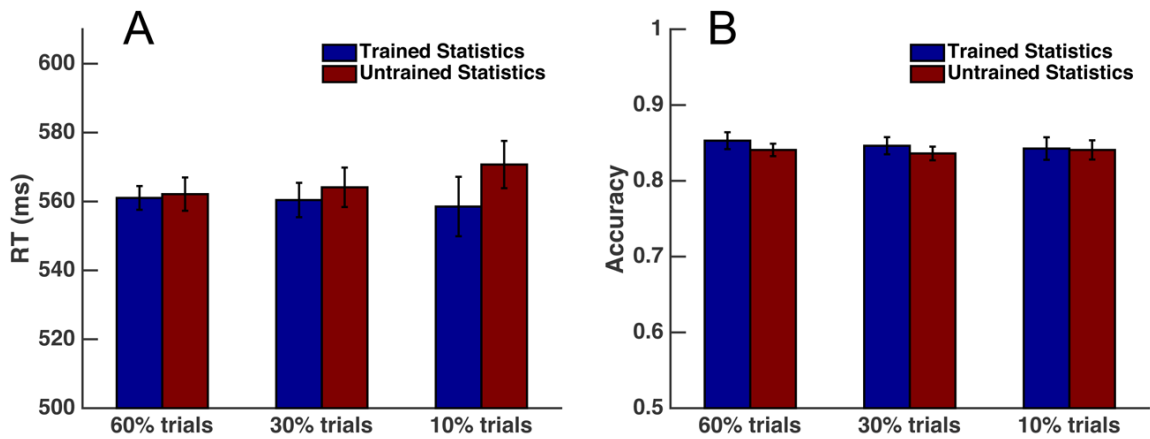 A
Trained Statistics
Untrained Statistics
RT (ms)
600
580
560
540
520
500
60% trials
30% trials
10% trials
B
Trained Statistics
Untrained Statistics
Accuracy
1
0.9
0.8
0.7
0.6
0.5
60% trials
30% trials
10% trials